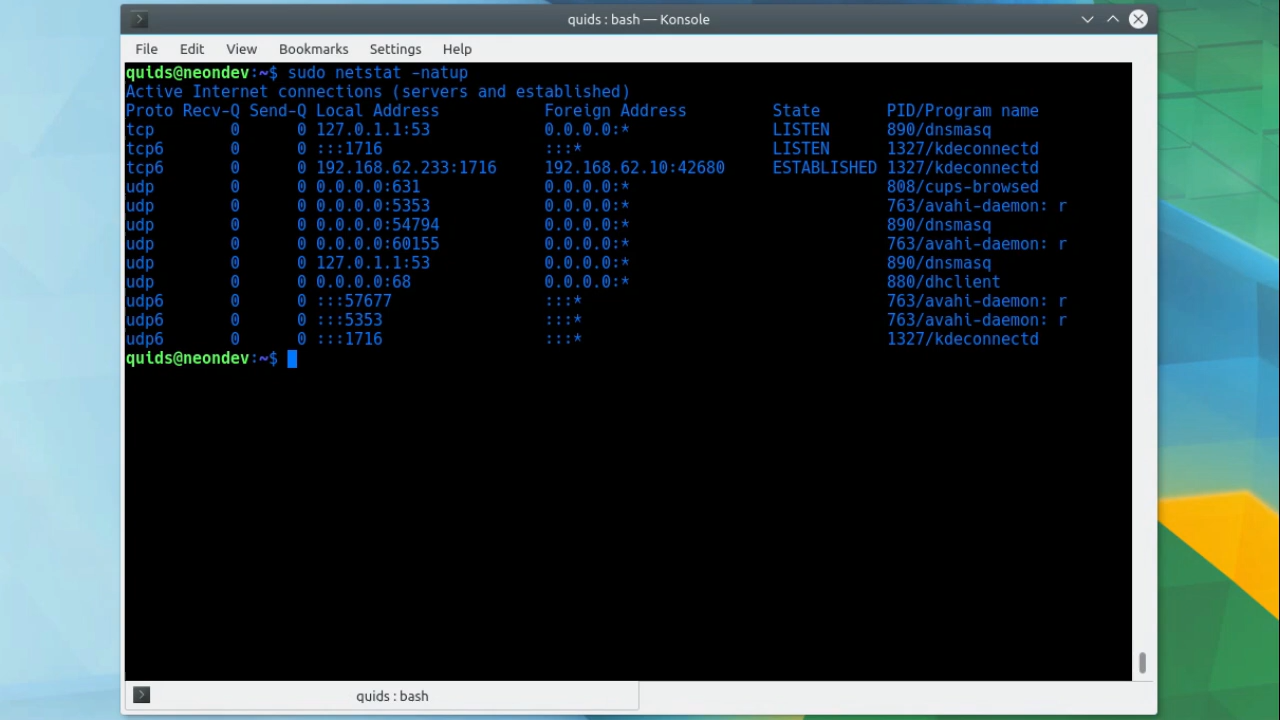 quids : bash — Konsole
File Edit View Bookmarks Settings Help
quids@neondev:~$ sudo netstat -natup
Active Internet connections (servers and established)
Proto Recv-Q Send-Q Local Address           Foreign Address         State       PID/Program name
tcp        0      0 127.0.1.1:53            0.0.0.0:*               LISTEN      890/dnsmasq
tcp6       0      0 :::1716                 :::*                    LISTEN      1327/kdeconnectd
tcp6       0      0 192.168.62.233:1716     192.168.62.10:42680     ESTABLISHED 1327/kdeconnectd
udp        0      0 0.0.0.0:631             0.0.0.0:*                           808/cups-browsed
udp        0      0 0.0.0.0:5353            0.0.0.0:*                           763/avahi-daemon: r
udp        0      0 0.0.0.0:54794           0.0.0.0:*                           890/dnsmasq
udp        0      0 0.0.0.0:60155           0.0.0.0:*                           763/avahi-daemon: r
udp        0      0 127.0.1.1:53            0.0.0.0:*                           890/dnsmasq
udp        0      0 0.0.0.0:68              0.0.0.0:*                           880/dhclient
udp6       0      0 :::57677                :::*                                763/avahi-daemon: r
udp6       0      0 :::5353                 :::*                                763/avahi-daemon: r
udp6       0      0 :::1716                 :::*                                1327/kdeconnectd
quids@neondev:~$
quids : bash